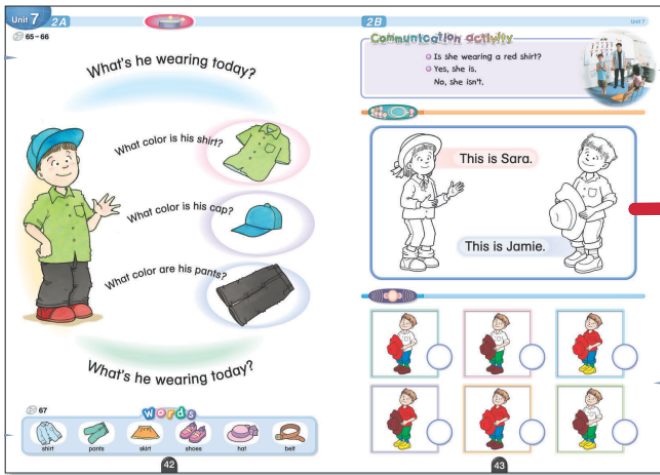 Unit 7
2A
65-66
What's he wearing today?
What color is his shirt?
What color is his cap?
What color are his pants?
What's he wearing today?
67
Words
shirt
pants
skirt
shoes
hat
belt
42
2B
Unit 7
Communication activity
Is she wearing a red shirt?
Yes, she is.
No, she isn't.
This is Sara.
This is Jamie.
43